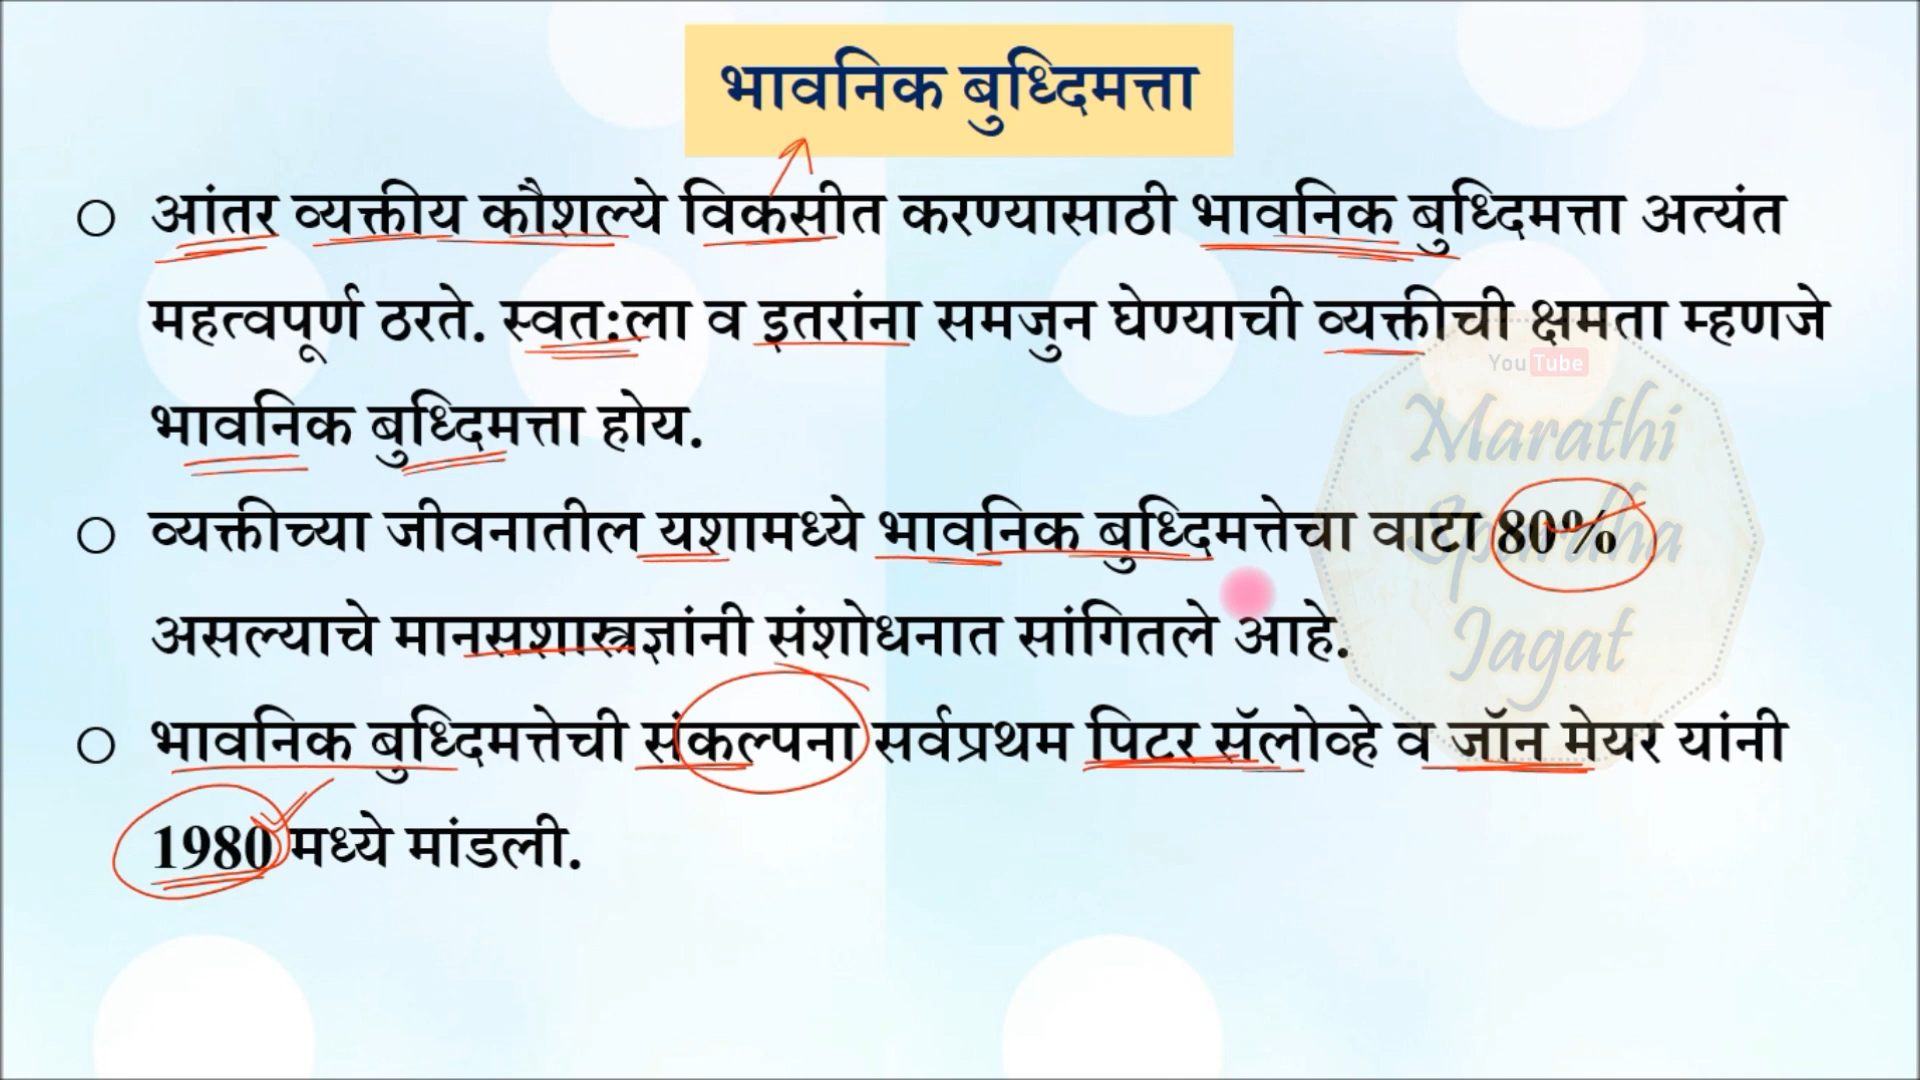 भावनिक बुध्दिमत्ता
आंतर व्यक्तीय कौशल्ये विकसीत करण्यासाठी भावनिक बुध्दिमत्ता अत्यंत
महत्वपूर्ण ठरते. स्वत:ला व इतरांना समजुन घेण्याची व्यक्तीची क्षमता म्हणजे
भावनिक बुध्दिमत्ता होय.
व्यक्तीच्या जीवनातील यशामध्ये भावनिक बुध्दिमत्तेचा वाटा 80%
असल्याचे मानसशास्त्रज्ञांनी संशोधनात सांगितले आहे.
भावनिक बुध्दिमत्तेची संकल्पना सर्वप्रथम पिटर सॅलोव्हे व जॉन मेयर यांनी
1980 मध्ये मांडली.
YouTube
Marathi
Spardha
Jagat